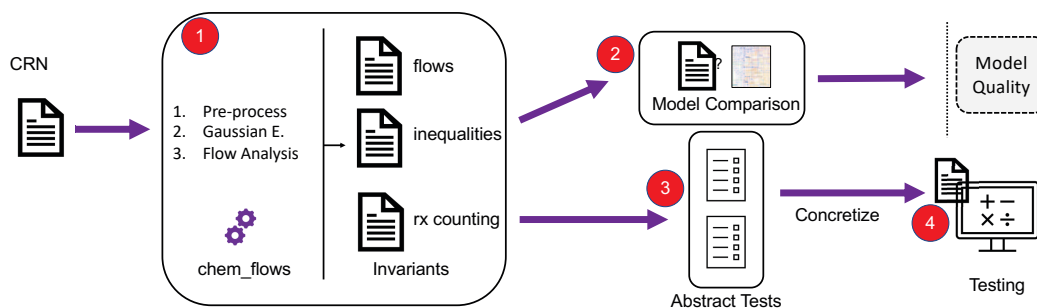 CRN
1
1. Pre-process
2. Gaussian E.
3. Flow Analysis
chem_flows
flows
inequalities
rx counting
Invariants
2
?
Model Comparison
Model
Quality
3
Abstract Tests
Concretize
4
+ −
× ÷
Testing